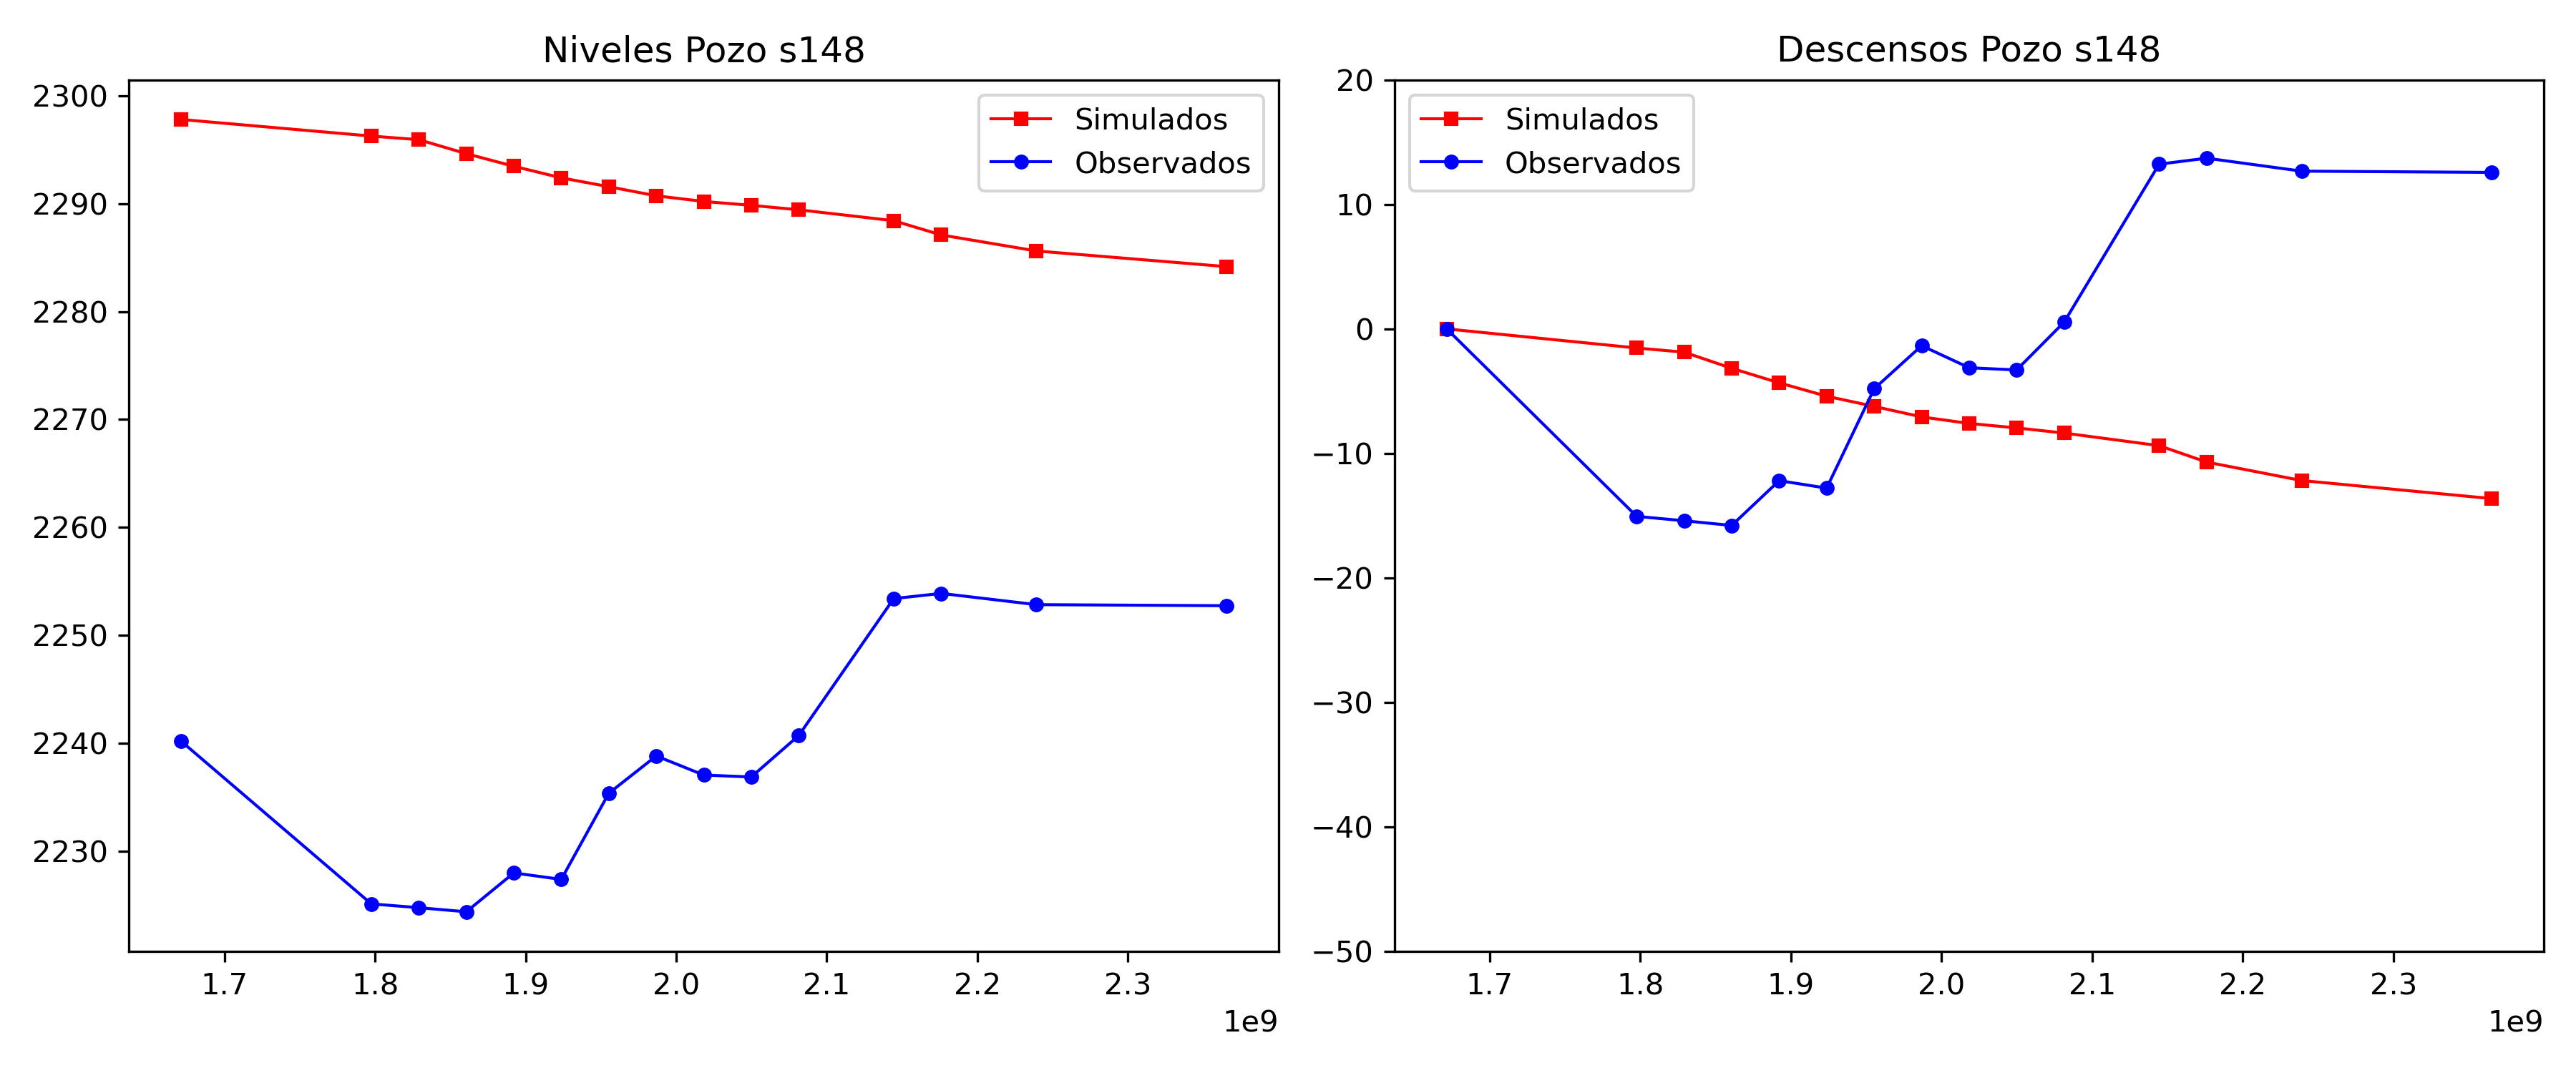 Niveles Pozo s148
2300
2290
2280
2270
2260
2250
2240
2230
1.7 1.8 1.9 2.0 2.1 2.2 2.3
1e9
Simulados
Observados
Descensos Pozo s148
20
10
0
−10
−20
−30
−40
−50
1.7 1.8 1.9 2.0 2.1 2.2 2.3
1e9
Simulados
Observados